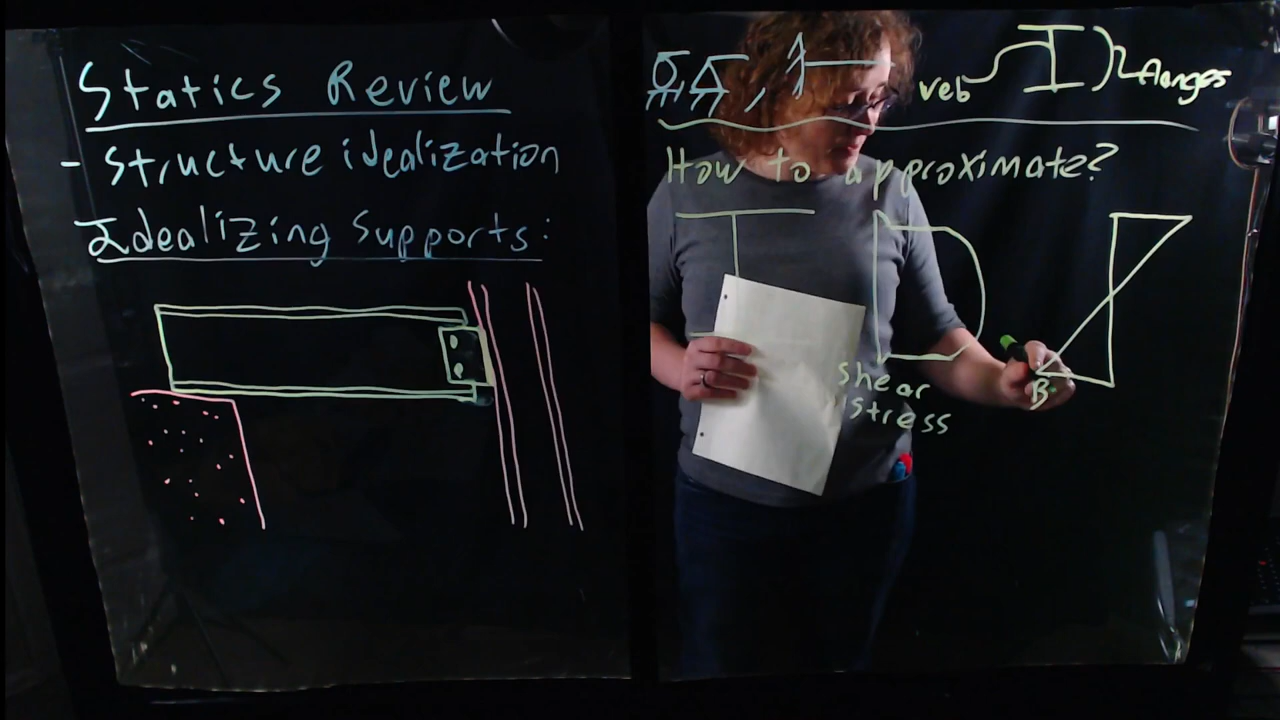 Statics Review
- Structure idealization
Idealizing Supports:
web
flanges
How to approximate?
shear
stress
B